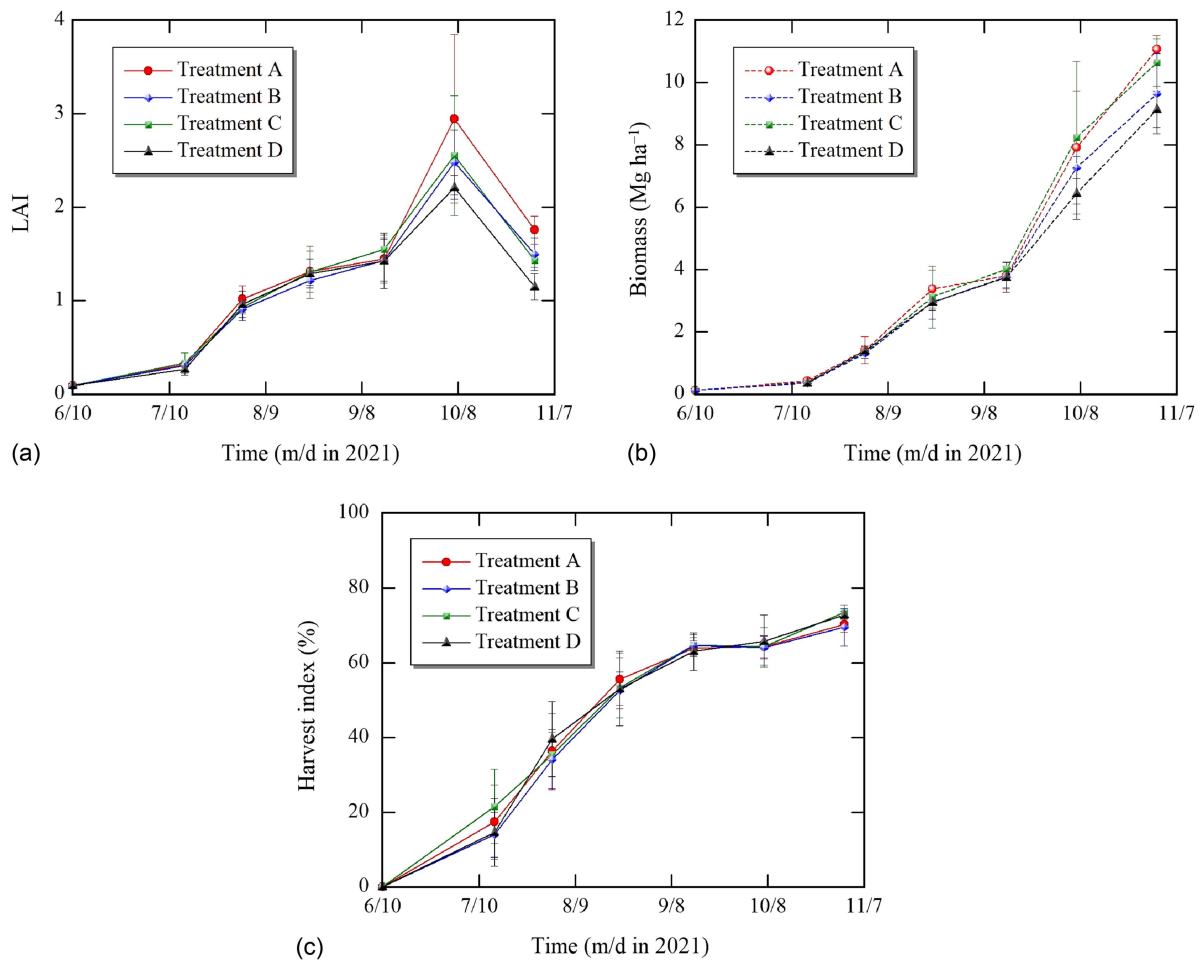 4
3
2
1
0
LAI
Treatment A
Treatment B
Treatment C
Treatment D
6/10 7/10 8/9 9/8 10/8 11/7
Time (m/d in 2021)
(a)
12
10
8
6
4
2
0
Biomass (Mg ha⁻¹)
Treatment A
Treatment B
Treatment C
Treatment D
6/10 7/10 8/9 9/8 10/8 11/7
Time (m/d in 2021)
(b)
100
80
60
40
20
0
Harvest index (%)
Treatment A
Treatment B
Treatment C
Treatment D
6/10 7/10 8/9 9/8 10/8 11/7
Time (m/d in 2021)
(c)